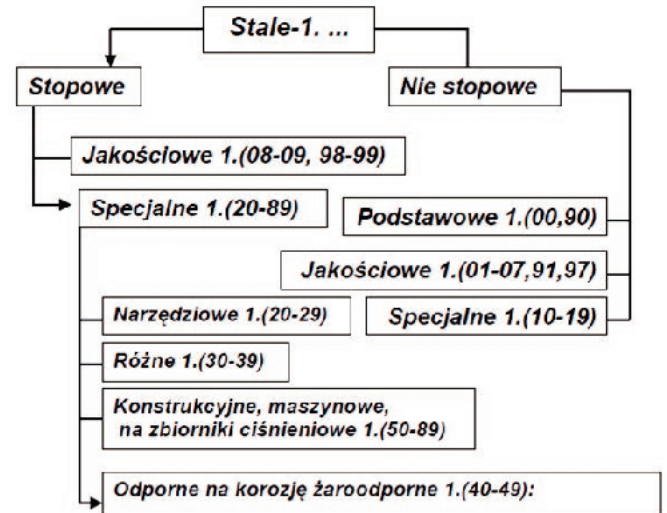 Stale-1. ...
Stopowe
Nie stopowe
Jakościowe 1.(08-09, 98-99)
Specjalne 1.(20-89)
Podstawowe 1.(00,90)
Jakościowe 1.(01-07,91,97)
Narzędziowe 1.(20-29)
Specjalne 1.(10-19)
Różne 1.(30-39)
Konstrukcyjne, maszynowe,
na zbiorniki ciśnieniowe 1.(50-89)
Odporne na korozję żaroodporne 1.(40-49):